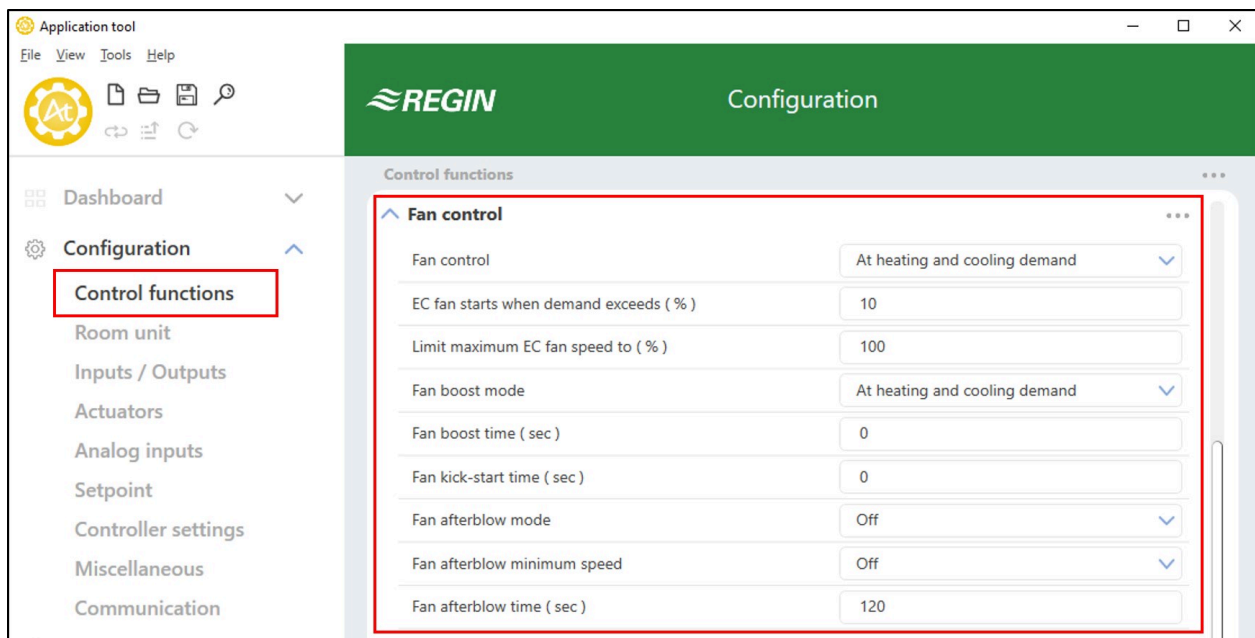 Application tool
File View Tools Help
At
REGIN
Configuration
Dashboard
Configuration
Control functions
Room unit
Inputs / Outputs
Actuators
Analog inputs
Setpoint
Controller settings
Miscellaneous
Communication
Control functions
Fan control
Fan control At heating and cooling demand
EC fan starts when demand exceeds ( % ) 10
Limit maximum EC fan speed to ( % ) 100
Fan boost mode At heating and cooling demand
Fan boost time ( sec ) 0
Fan kick-start time ( sec ) 0
Fan afterblow mode Off
Fan afterblow minimum speed Off
Fan afterblow time ( sec ) 120